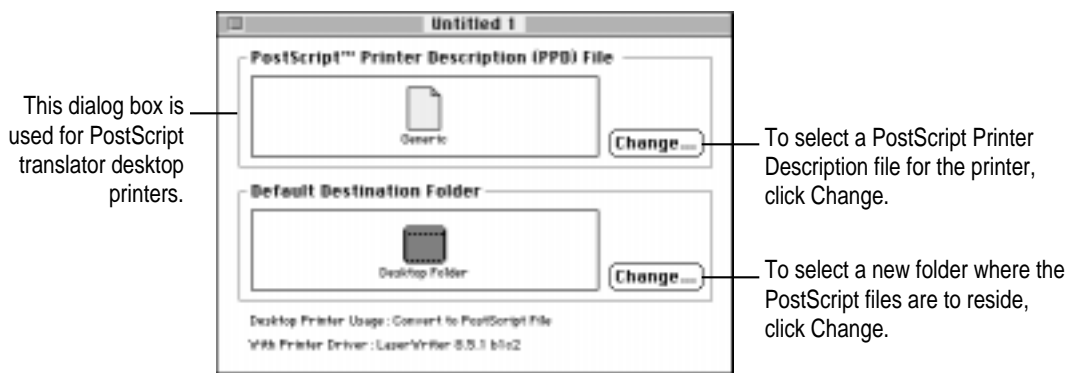 Untitled 1
PostScript™ Printer Description (PPD) File
Generic
Change...
Default Destination Folder
Desktop Folder
Change...
Desktop Printer Usage : Convert to PostScript File
With Printer Driver : LaserWriter 8.5.1 b1c2
This dialog box is
used for PostScript
translator desktop
printers.
To select a PostScript Printer
Description file for the printer,
click Change.
To select a new folder where the
PostScript files are to reside,
click Change.